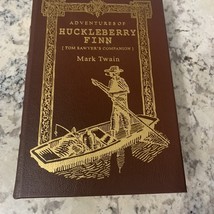 ADVENTURES OF
HUCKLEBERRY
FINN
[ TOM SAWYER'S COMPANION ]
Mark Twain